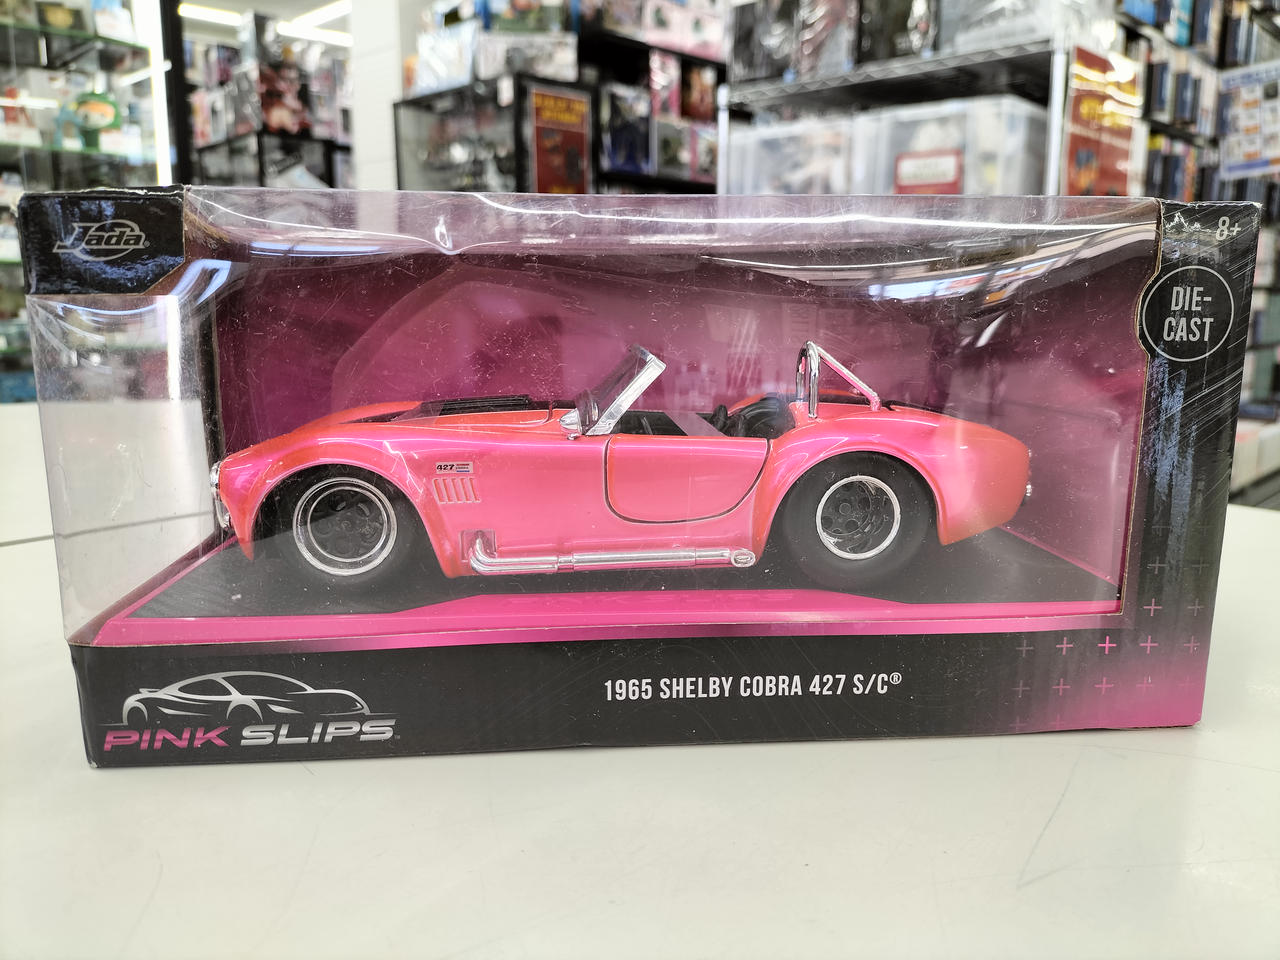 Jada
8+
DIE-
CAST
427
1965 SHELBY COBRA 427 S/C®
PINK SLIPS